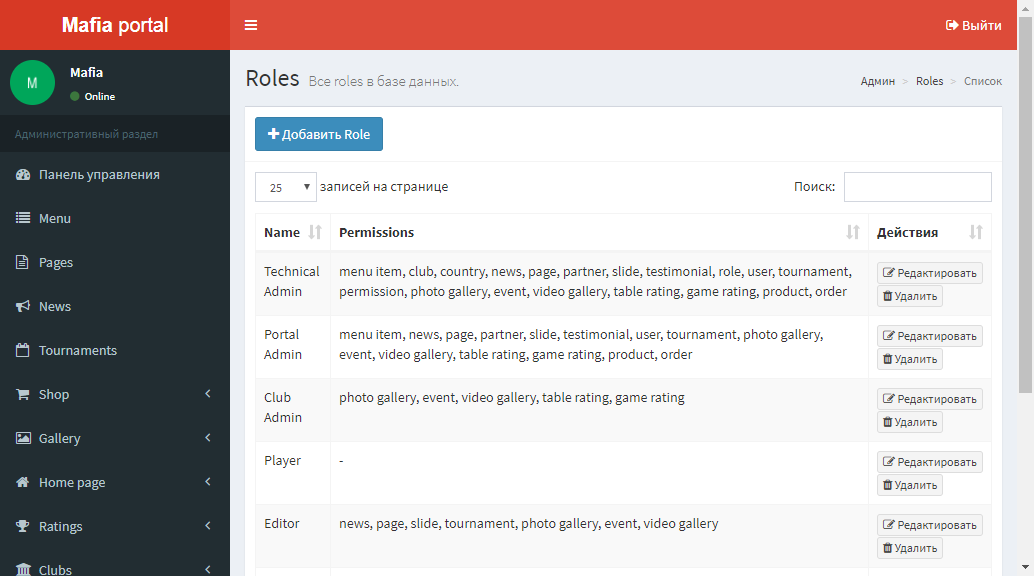 Mafia portal
Выйти
M
Mafia
Online
Административный раздел
Панель управления
Menu
Pages
News
Tournaments
Shop
Gallery
Home page
Ratings
Clubs
Roles Все roles в базе данных.
Админ > Roles > Список
Добавить Role
25 записей на странице
Поиск:
Name Permissions Действия
Technical menu item, club, country, news, page, partner, slide, testimonial, role, user, tournament, Редактировать
Admin permission, photo gallery, event, video gallery, table rating, game rating, product, order Удалить
Portal menu item, news, page, partner, slide, testimonial, user, tournament, photo gallery, Редактировать
Admin event, video gallery, table rating, game rating, product, order Удалить
Club photo gallery, event, video gallery, table rating, game rating Редактировать
Admin Удалить
Player - Редактировать
Удалить
Editor news, page, slide, tournament, photo gallery, event, video gallery Редактировать
Удалить